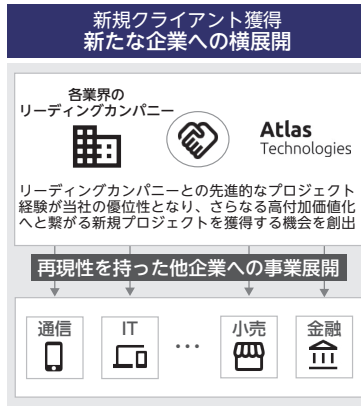 新規クライアント獲得
新たな企業への横展開
各業界の
リーディングカンパニー
Atlas
Technologies
リーディングカンパニーとの先進的なプロジェクト
経験が当社の優位性となり、さらなる高付加価値化
へと繋がる新規プロジェクトを獲得する機会を創出
再現性を持った他企業への事業展開
通信
IT
…
小売
金融